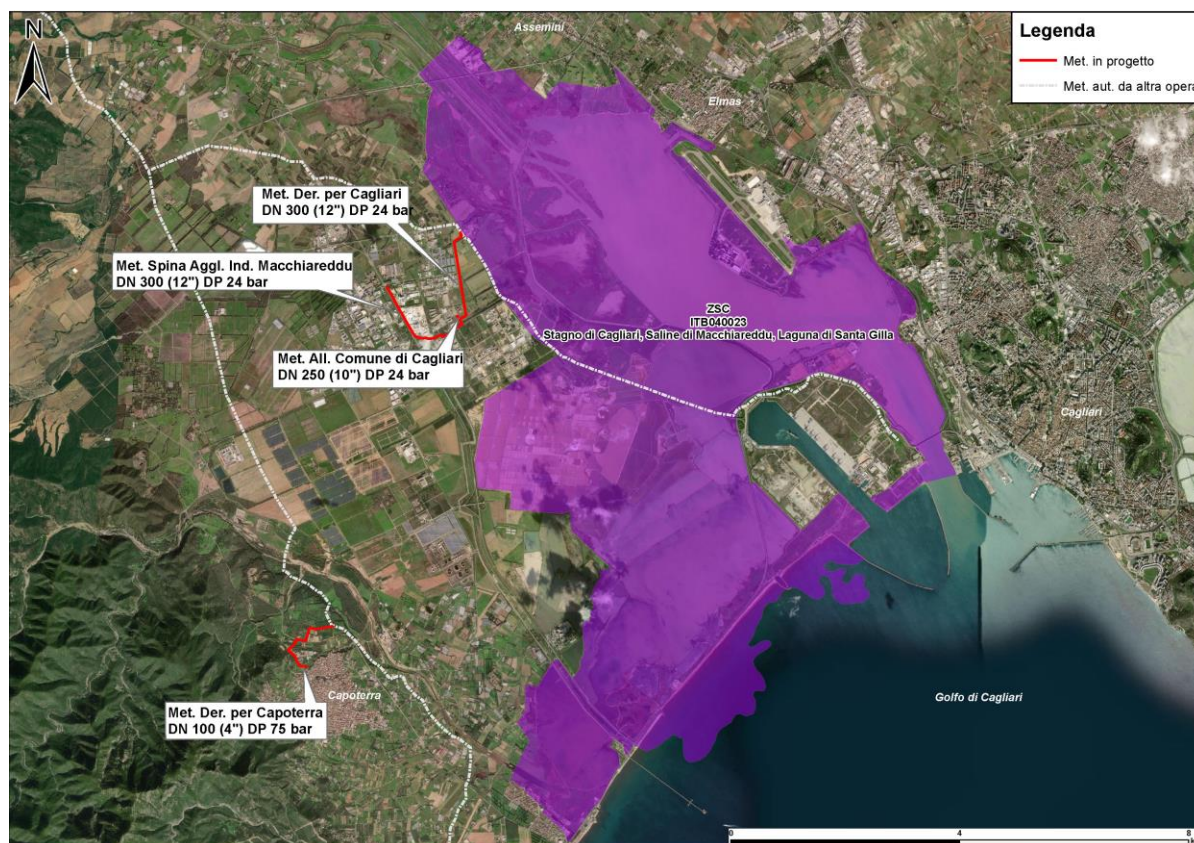 N
Assemini
Legenda
Met. in progetto
Met. aut. da altra opera
Elmas
Met. Der. per Cagliari
DN 300 (12") DP 24 bar
Met. Spina Aggl. Ind. Macchiareddu
DN 300 (12") DP 24 bar
ZSC
ITB040023
Stagno di Cagliari, Saline di Macchiareddu, Laguna di Santa Gilla
Met. All. Comune di Cagliari
DN 250 (10") DP 24 bar
Cagliari
Capoterra
Golfo di Cagliari
Met. Der. per Capoterra
DN 100 (4") DP 75 bar
0 4 8